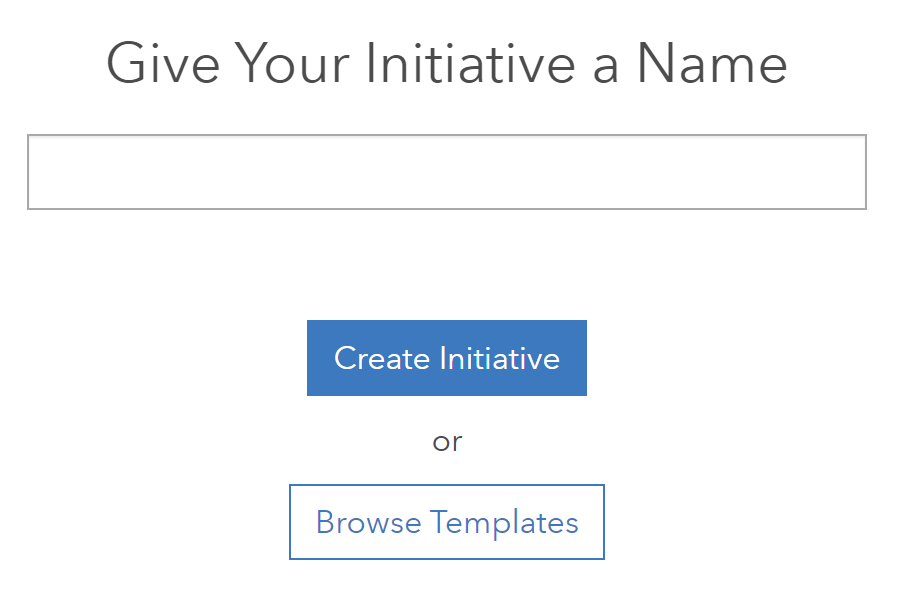 Give Your Initiative a Name
Create Initiative
or
Browse Templates